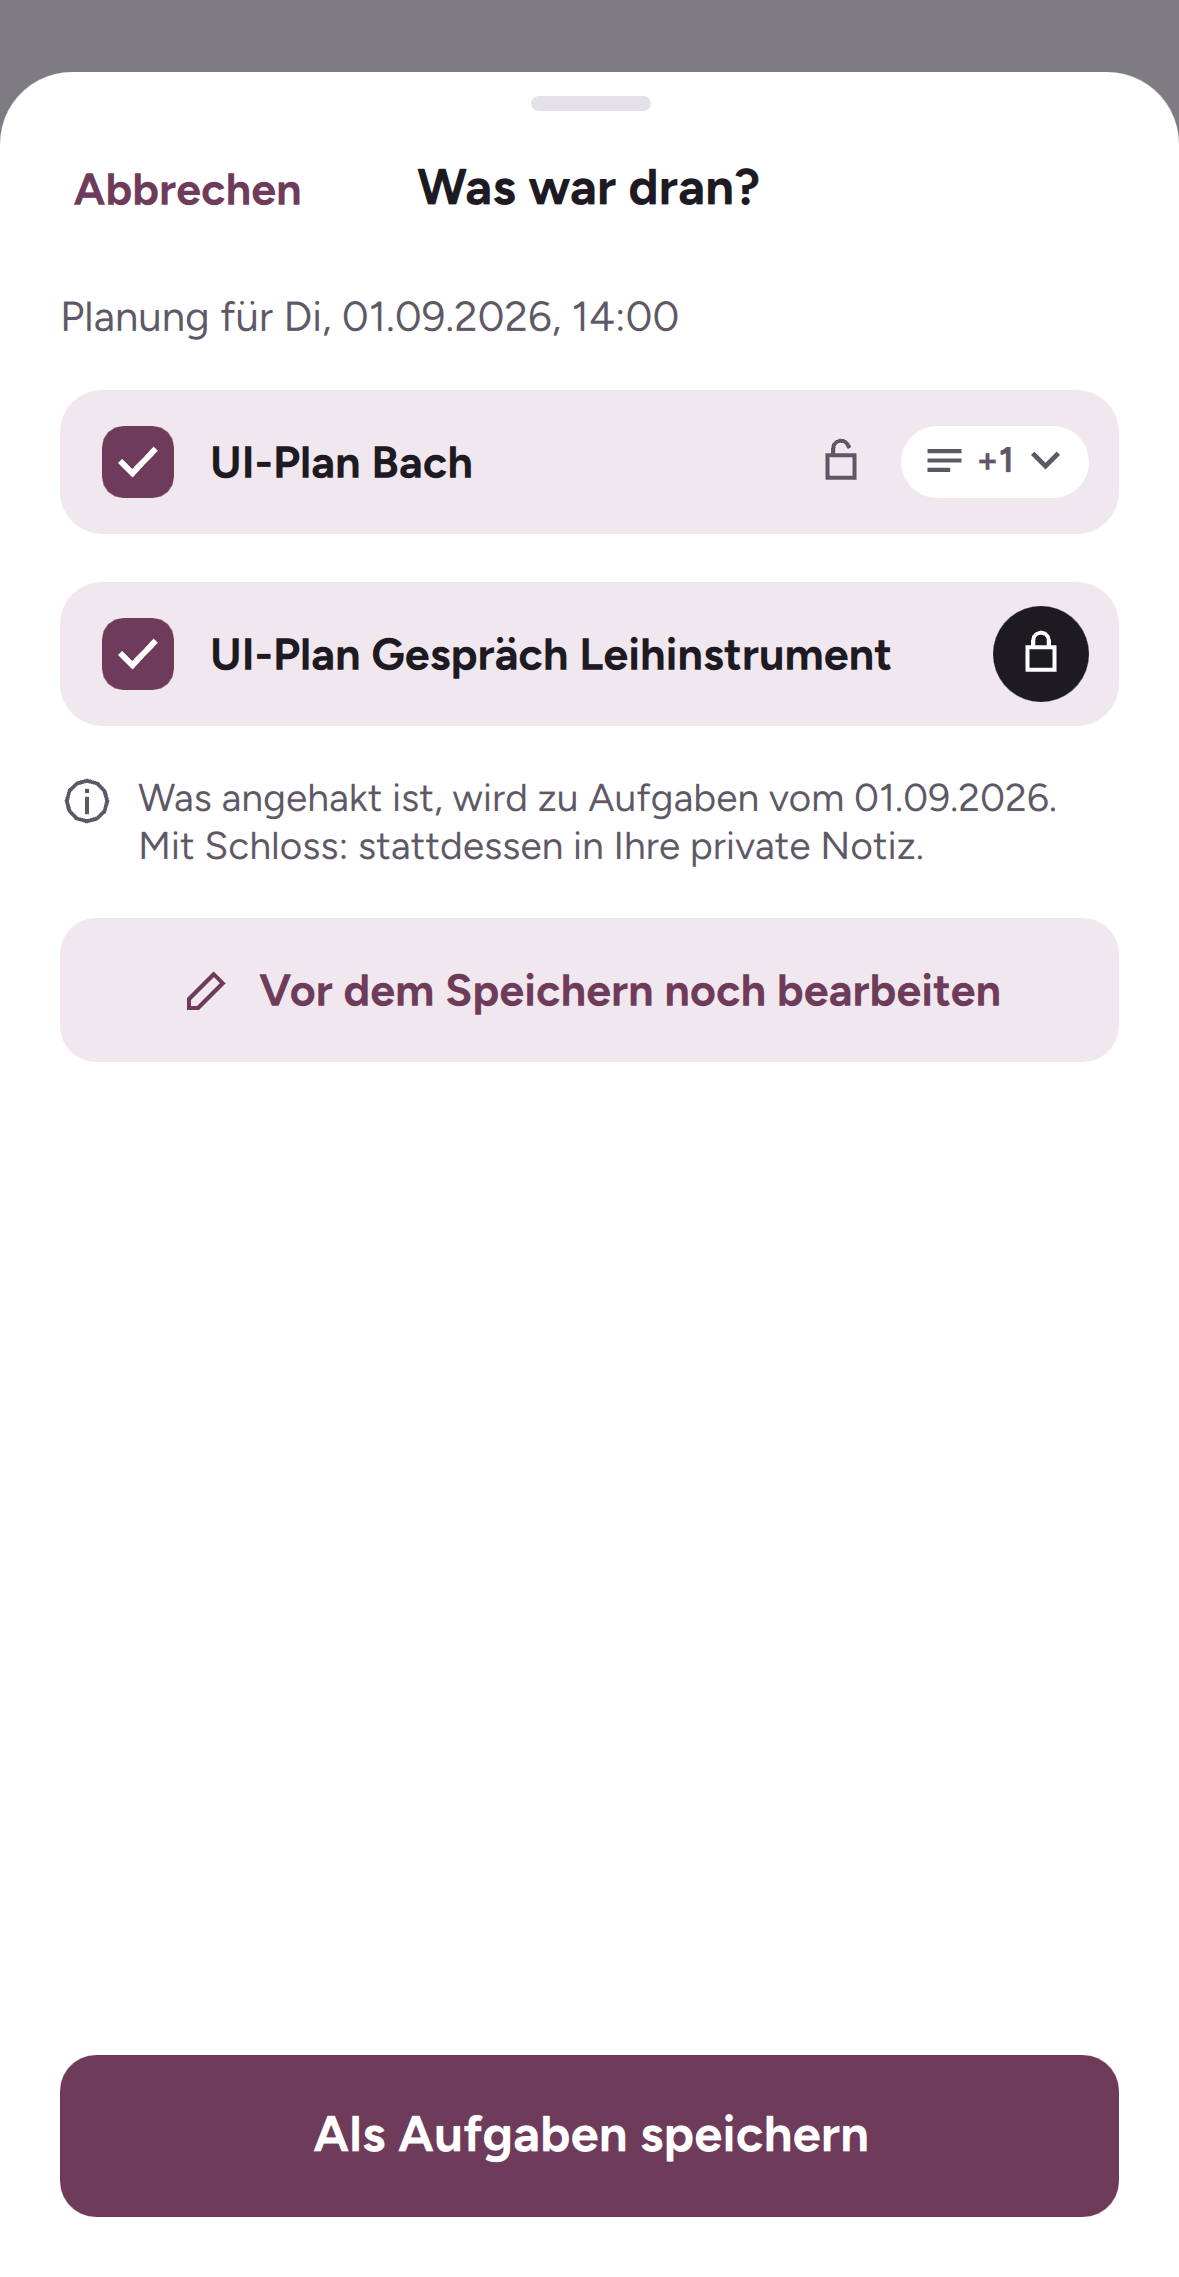 Abbrechen
Was war dran?
Planung für Di, 01.09.2026, 14:00
UI-Plan Bach
+1
UI-Plan Gespräch Leihinstrument
Was angehakt ist, wird zu Aufgaben vom 01.09.2026.
Mit Schloss: stattdessen in Ihre private Notiz.
Vor dem Speichern noch bearbeiten
Als Aufgaben speichern